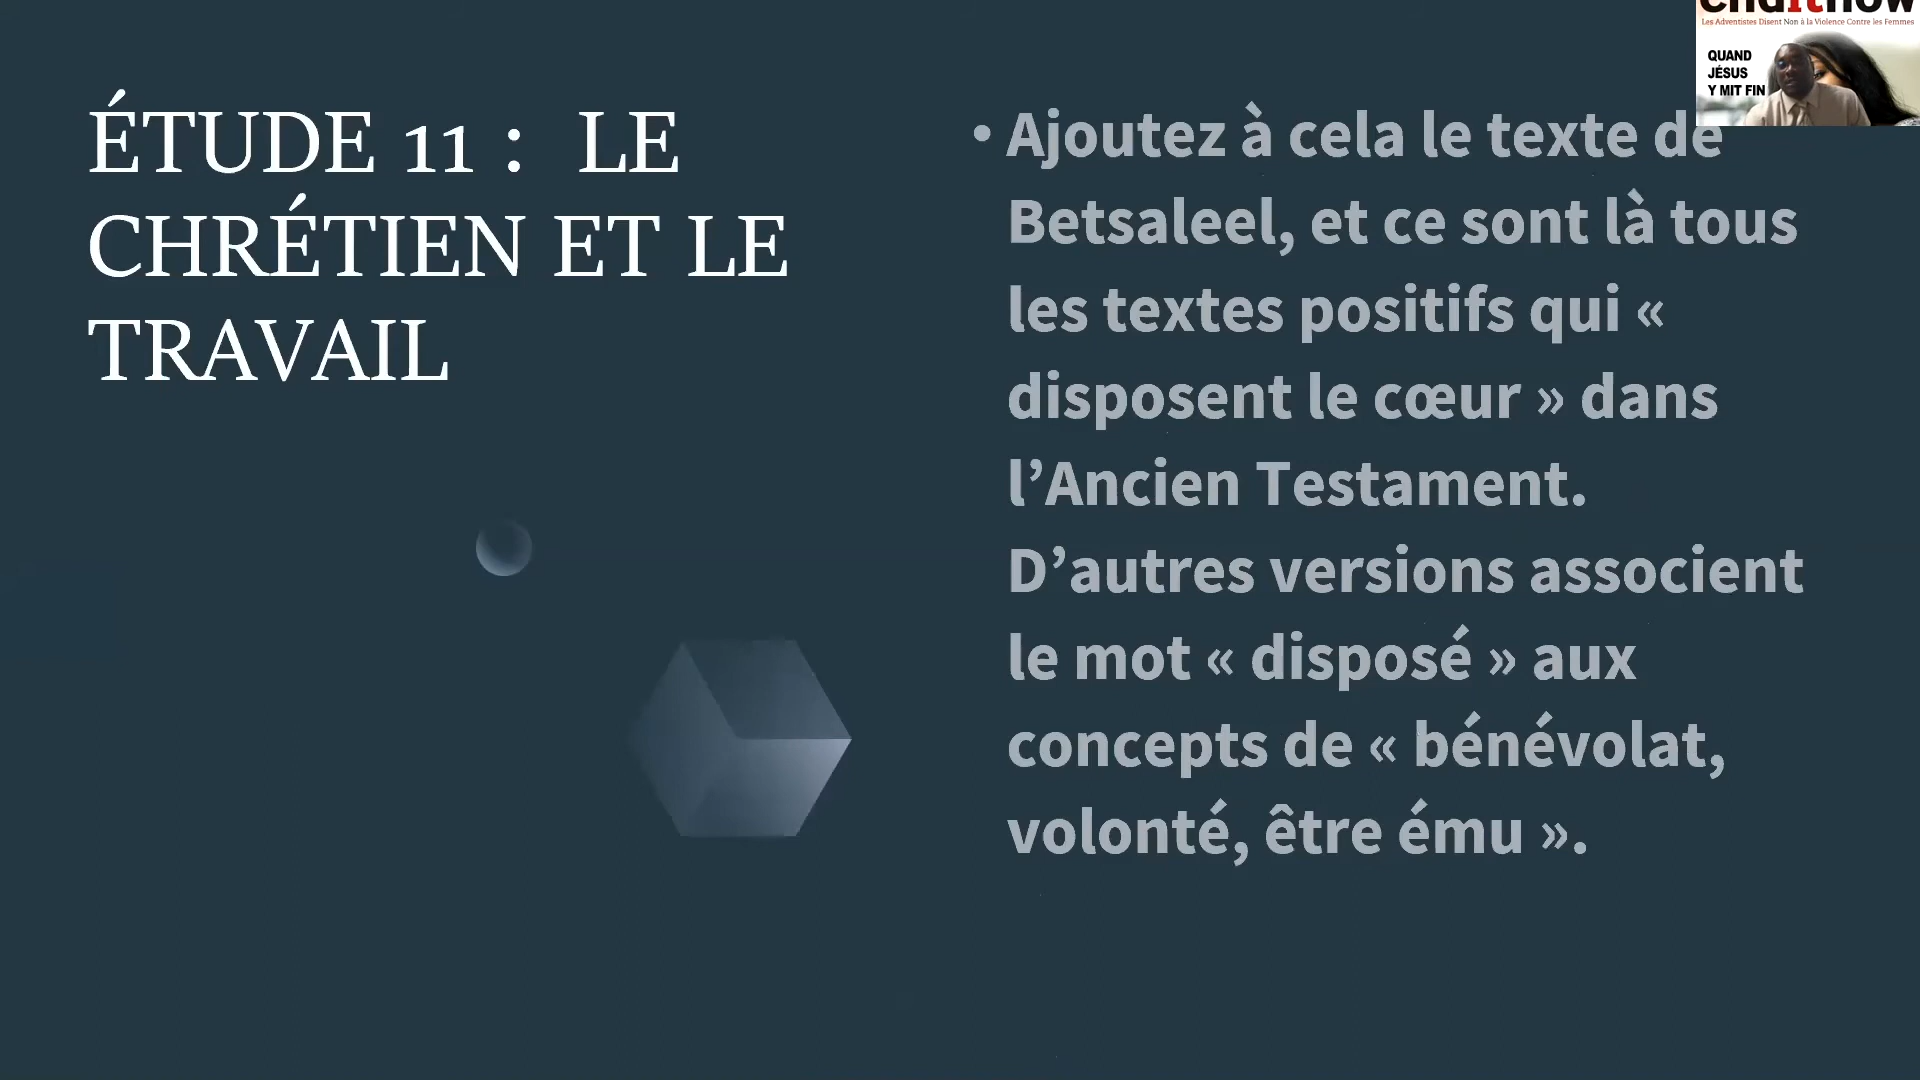 enditnow
Les Adventistes Disent Non à la Violence Contre les Femmes
QUAND
JÉSUS
Y MIT FIN
ÉTUDE 11 : LE
CHRÉTIEN ET LE
TRAVAIL
• Ajoutez à cela le texte de
Betsaleel, et ce sont là tous
les textes positifs qui «
disposent le cœur » dans
l’Ancien Testament.
D’autres versions associent
le mot « disposé » aux
concepts de « bénévolat,
volonté, être ému ».